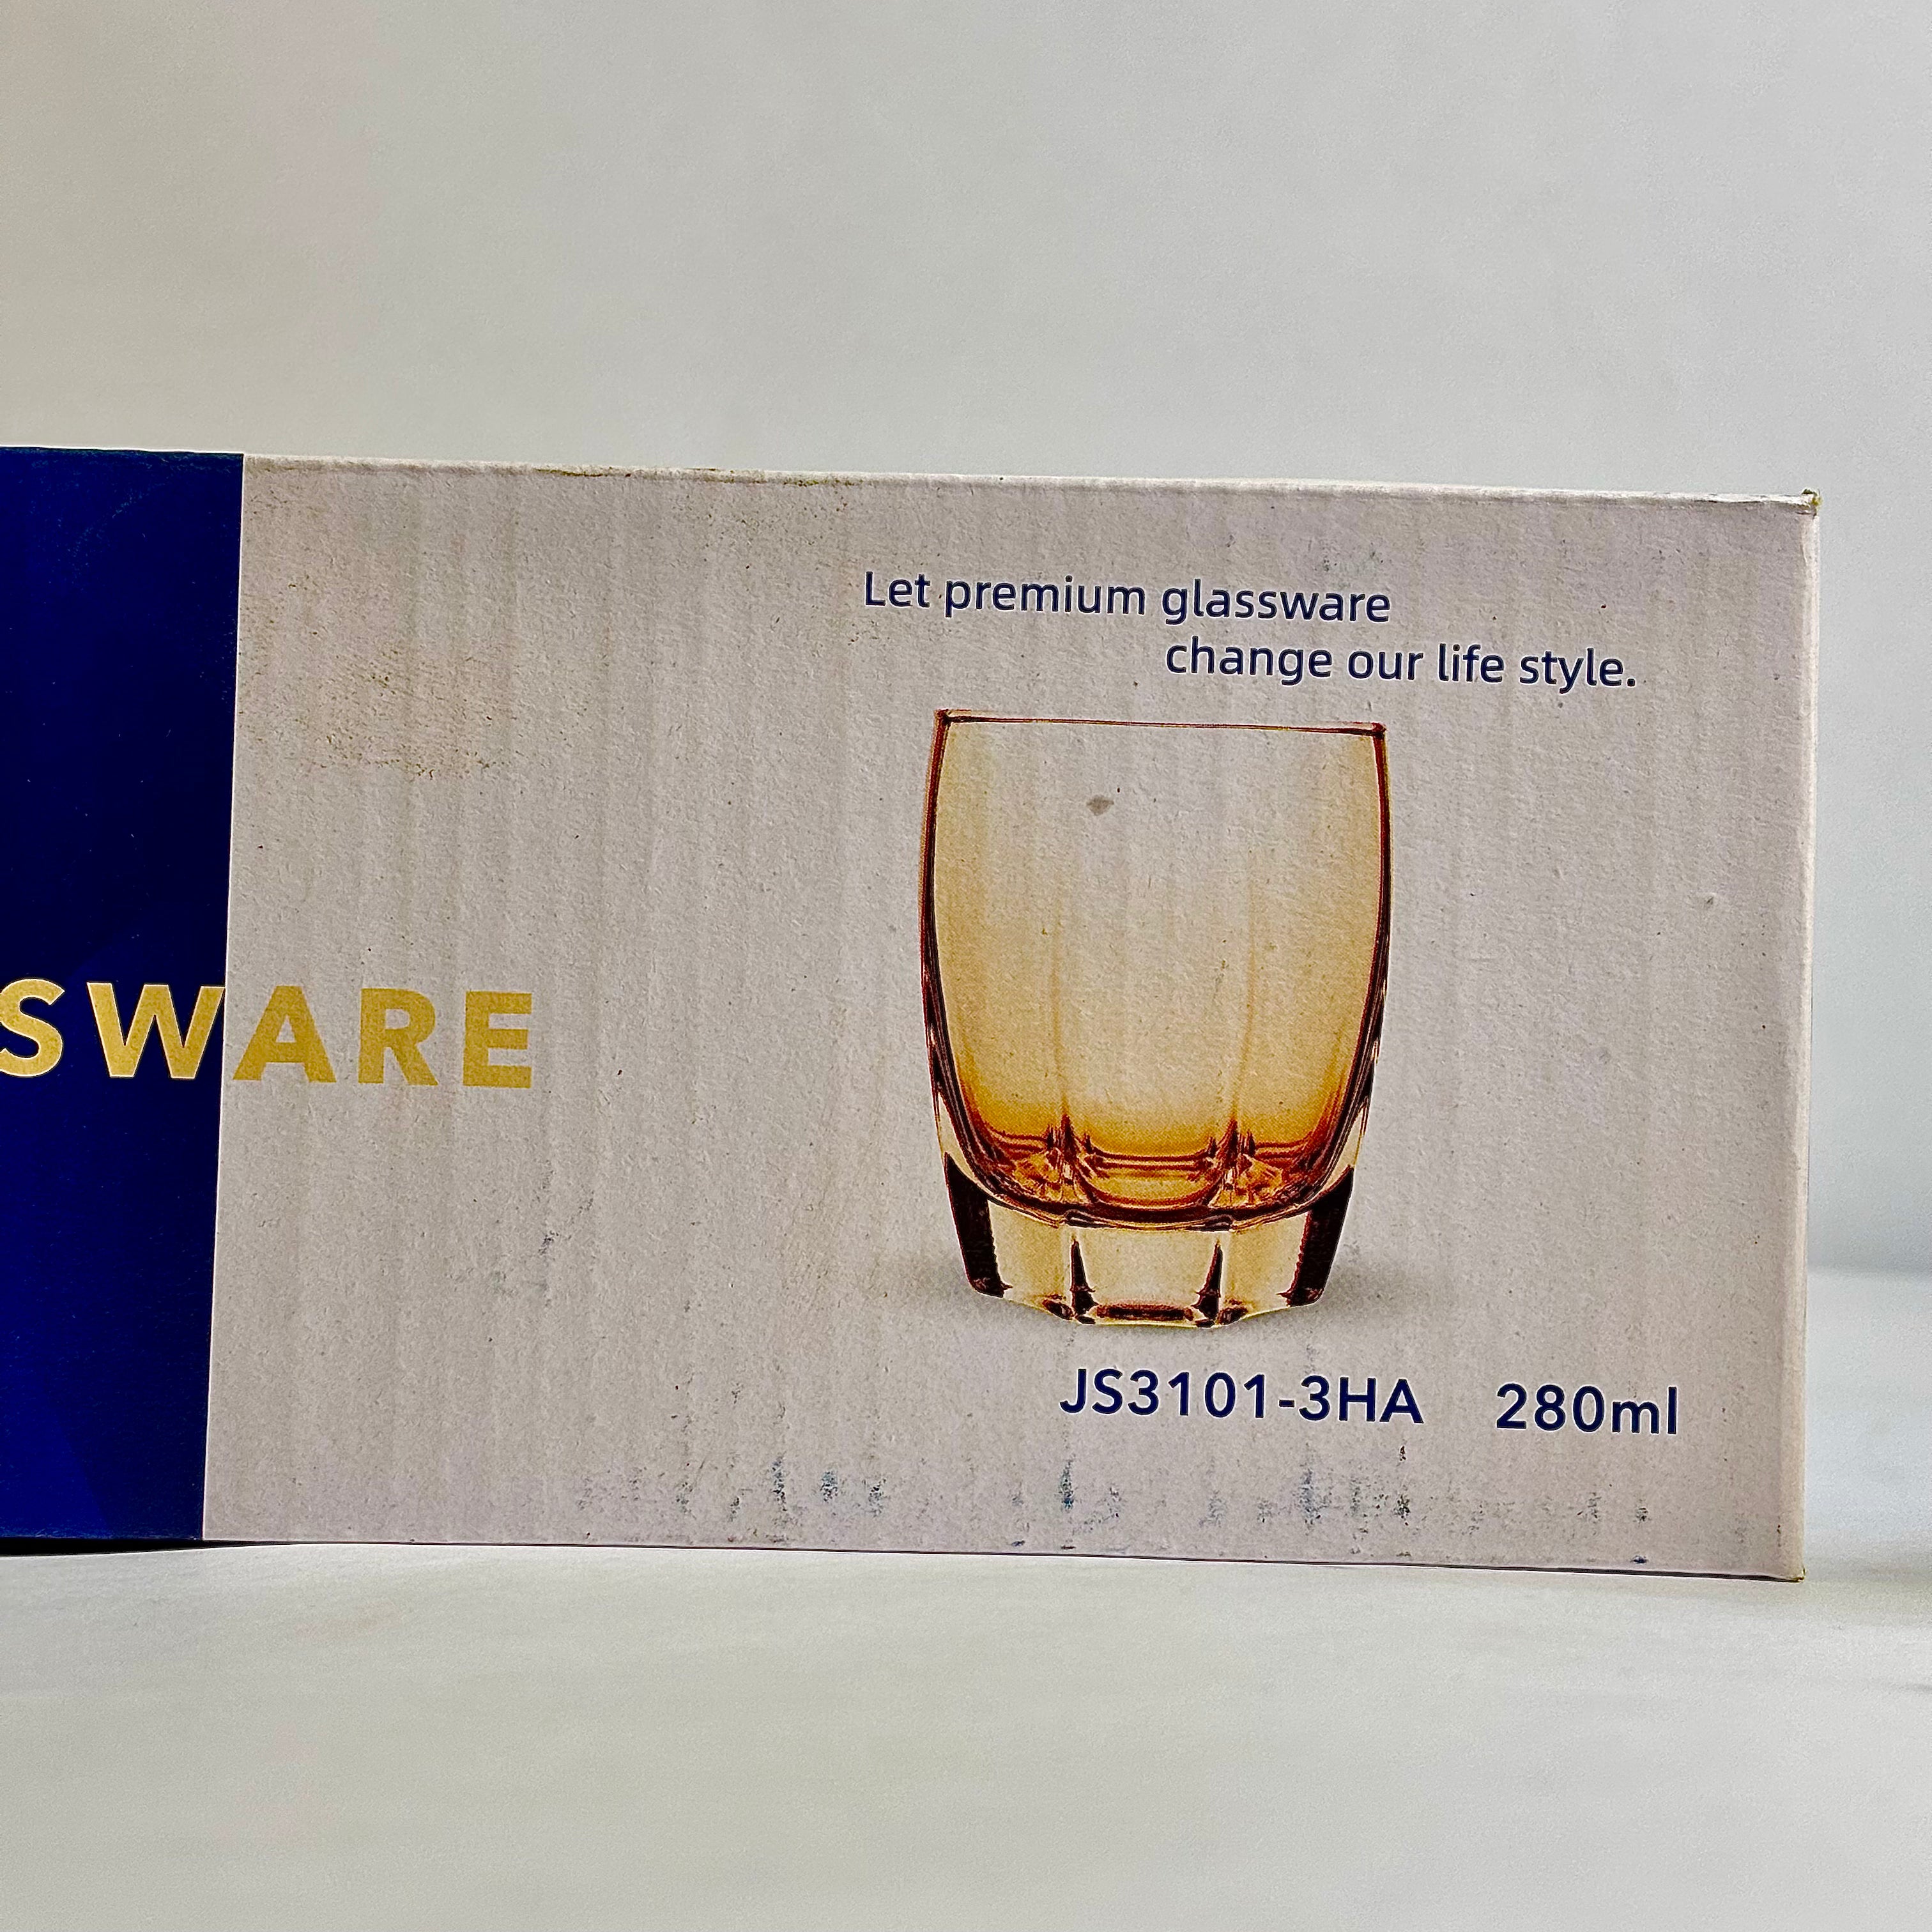 Let premium glassware
change our life style.
SWARE
JS3101-3HA 280ml